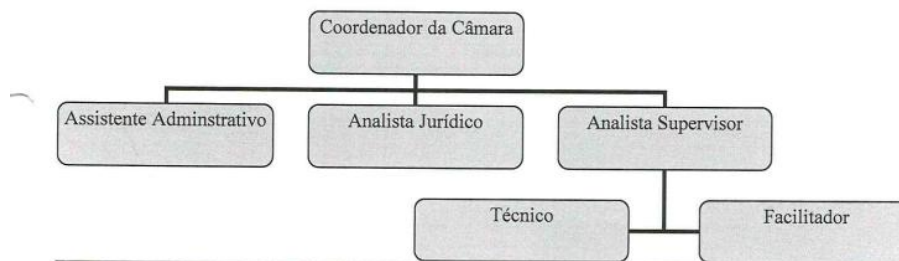 Coordenador da Câmara
Assistente Adminstrativo
Analista Jurídico
Analista Supervisor
Técnico
Facilitador